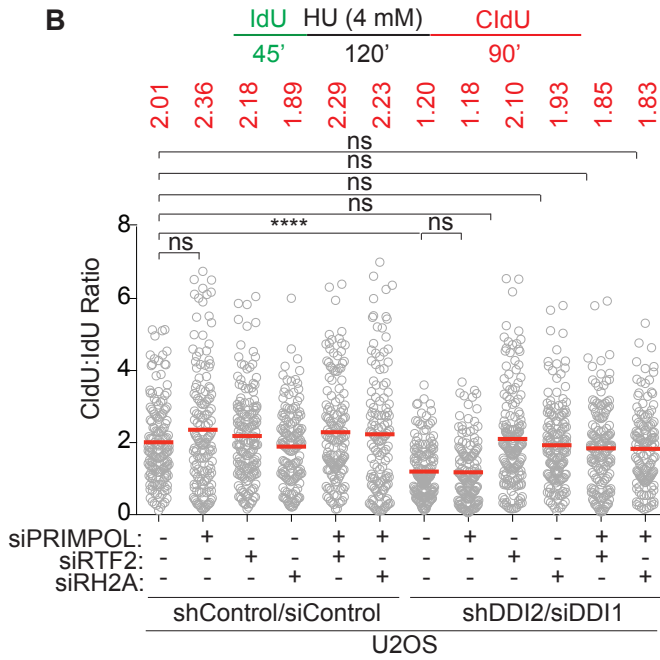 B
IdU HU (4 mM) CldU
45’ 120’ 90’
2.01 2.36 2.18 1.89 2.29 2.23 1.20 1.18 2.10 1.93 1.85 1.83
ns
ns
ns
ns
**** ns
ns
CldU:IdU Ratio
8
6
4
2
0
siPRIMPOL: - + - - + + - + - - + +
siRTF2: - - + - + - - - + - + -
siRH2A: - - - + - + - - - + - +
shControl/siControl shDDI2/siDDI1
U2OS